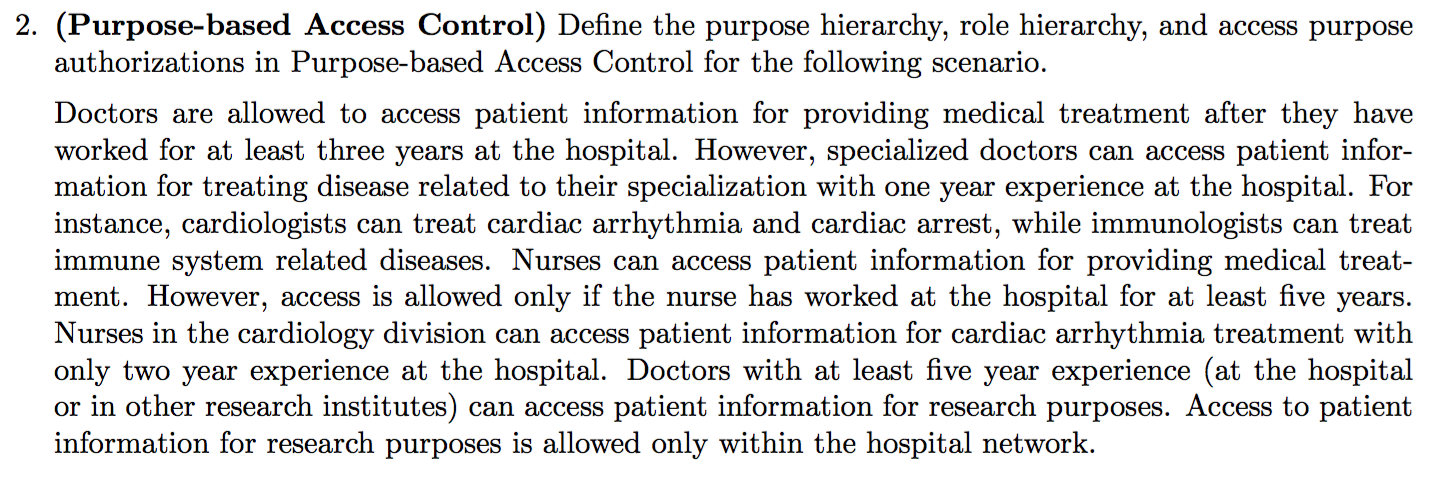 2. (Purpose-based Access Control) Define the purpose hierarchy, role hierarchy, and access purpose
authorizations in Purpose-based Access Control for the following scenario.
Doctors are allowed to access patient information for providing medical treatment after they have
worked for at least three years at the hospital. However, specialized doctors can access patient infor-
mation for treating disease related to their specialization with one year experience at the hospital. For
instance, cardiologists can treat cardiac arrhythmia and cardiac arrest, while immunologists can treat
immune system related diseases. Nurses can access patient information for providing medical treat-
ment. However, access is allowed only if the nurse has worked at the hospital for at least five years.
Nurses in the cardiology division can access patient information for cardiac arrhythmia treatment with
only two year experience at the hospital. Doctors with at least five year experience (at the hospital
or in other research institutes) can access patient information for research purposes. Access to patient
information for research purposes is allowed only within the hospital network.